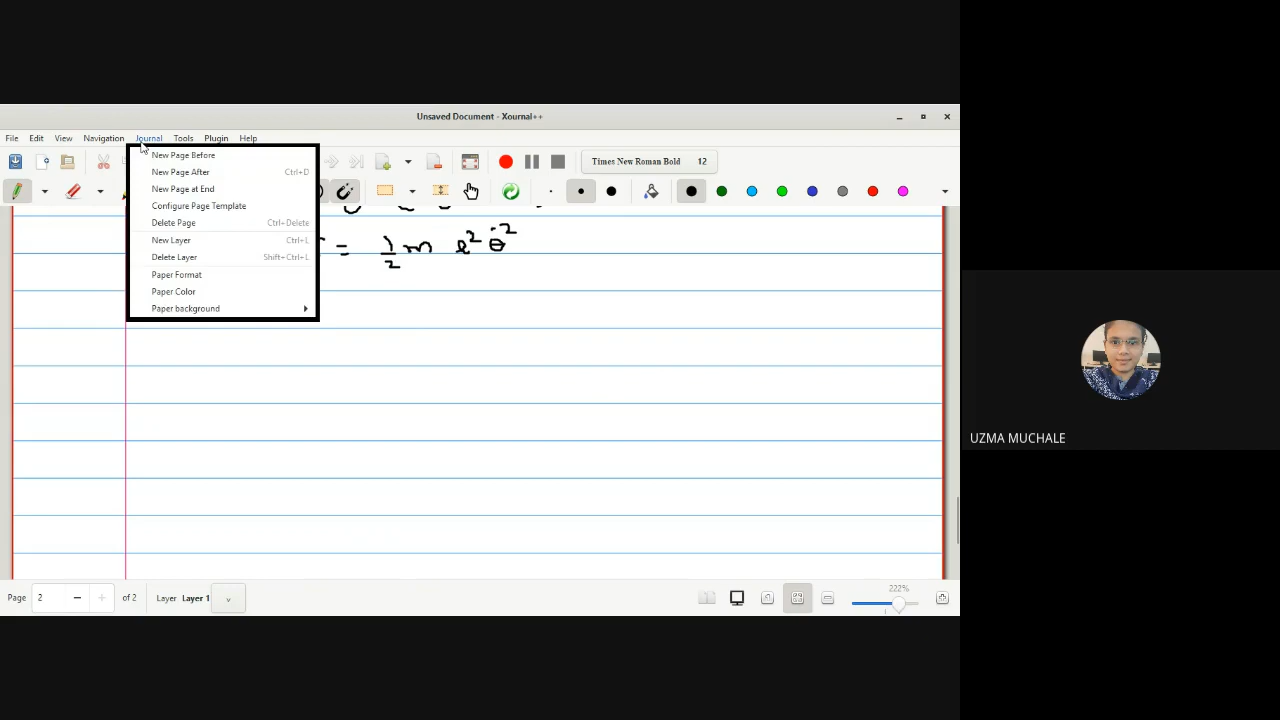 Unsaved Document - Xournal++
File Edit View Navigation Journal Tools Plugin Help
New Page Before
New Page After Ctrl+D
New Page at End
Configure Page Template
Delete Page Ctrl+Delete
New Layer Ctrl+L
Delete Layer Shift+Ctrl+L
Paper Format
Paper Color
Paper background
Times New Roman Bold 12
= 1/2 m l² θ̇²
UZMA MUCHALE
Page 2 of 2 Layer Layer 1
222%